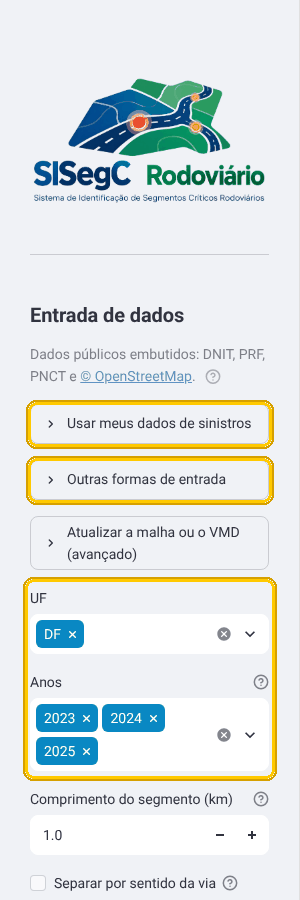 SISegC Rodoviário
Sistema de Identificação de Segmentos Críticos Rodoviários
Entrada de dados
Dados públicos embutidos: DNIT, PRF,
PNCT e © OpenStreetMap. ?
Usar meus dados de sinistros
Outras formas de entrada
Atualizar a malha ou o VMD
(avançado)
UF
DF ×
Anos ?
2023 × 2024 ×
2025 ×
Comprimento do segmento (km) ?
1.0 − +
Separar por sentido da via ?